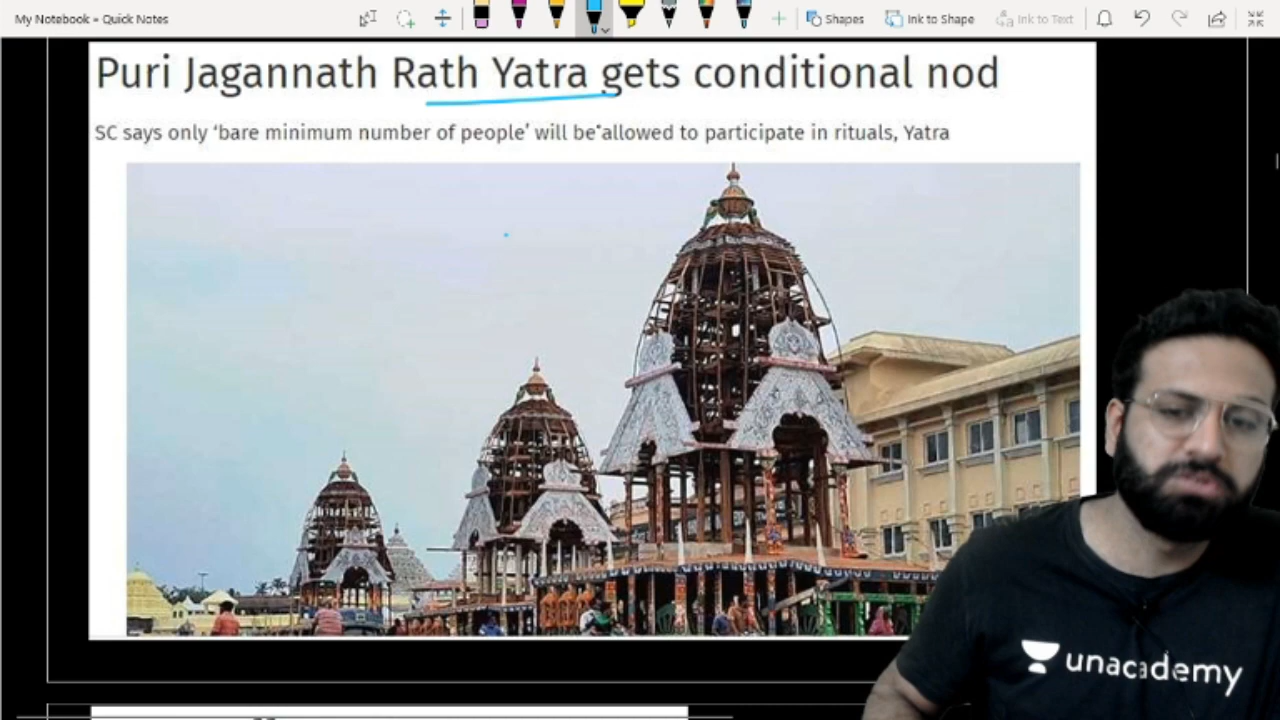 My Notebook » Quick Notes
Shapes
Ink to Shape
Ink to Text
Puri Jagannath Rath Yatra gets conditional nod
SC says only ‘bare minimum number of people’ will be allowed to participate in rituals, Yatra
unacademy